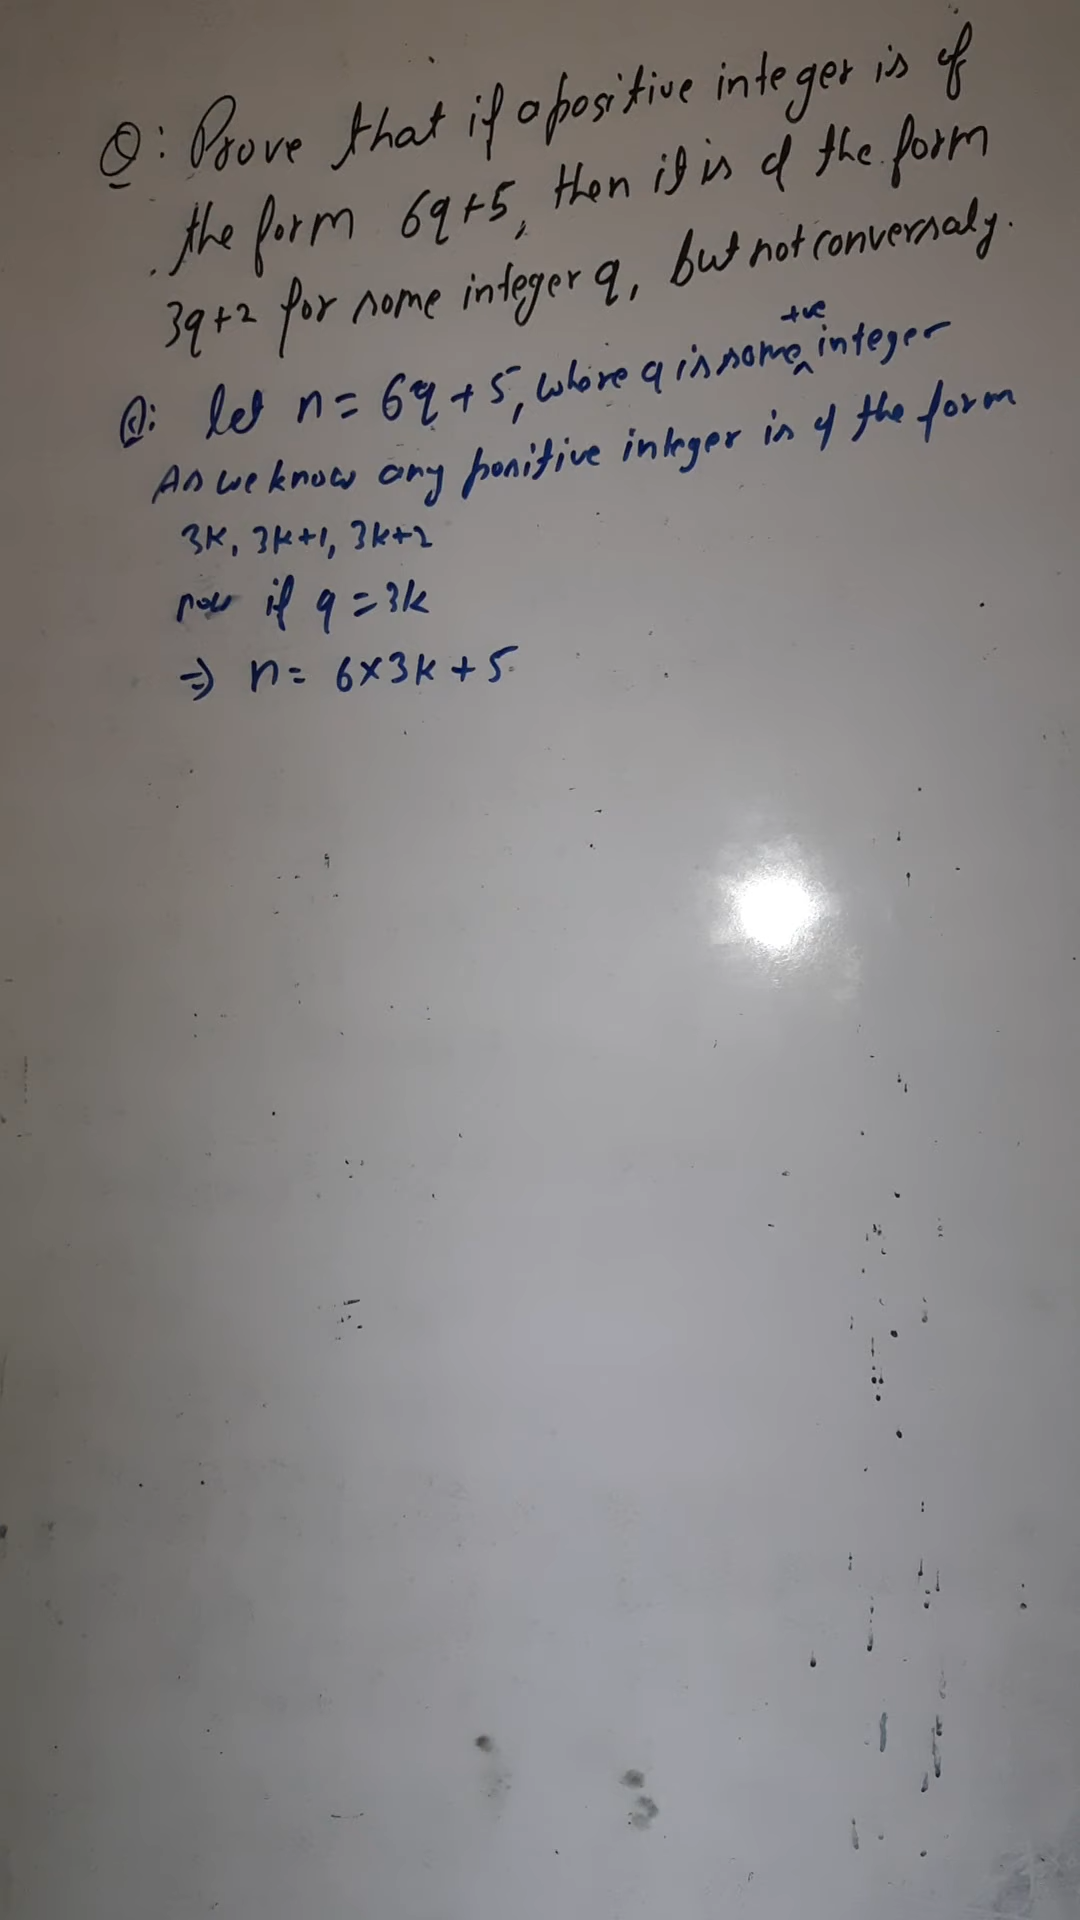 Q: Prove that if a positive integer is of
the form 6q+5, then it is of the form
3q+2 for some integer q, but not conversaly.
Q: let n = 6q + 5, where q is some +ve integer
As we know any positive integer is of the form
3k, 3k+1, 3k+2
now if q = 3k
⇒ n = 6×3k + 5